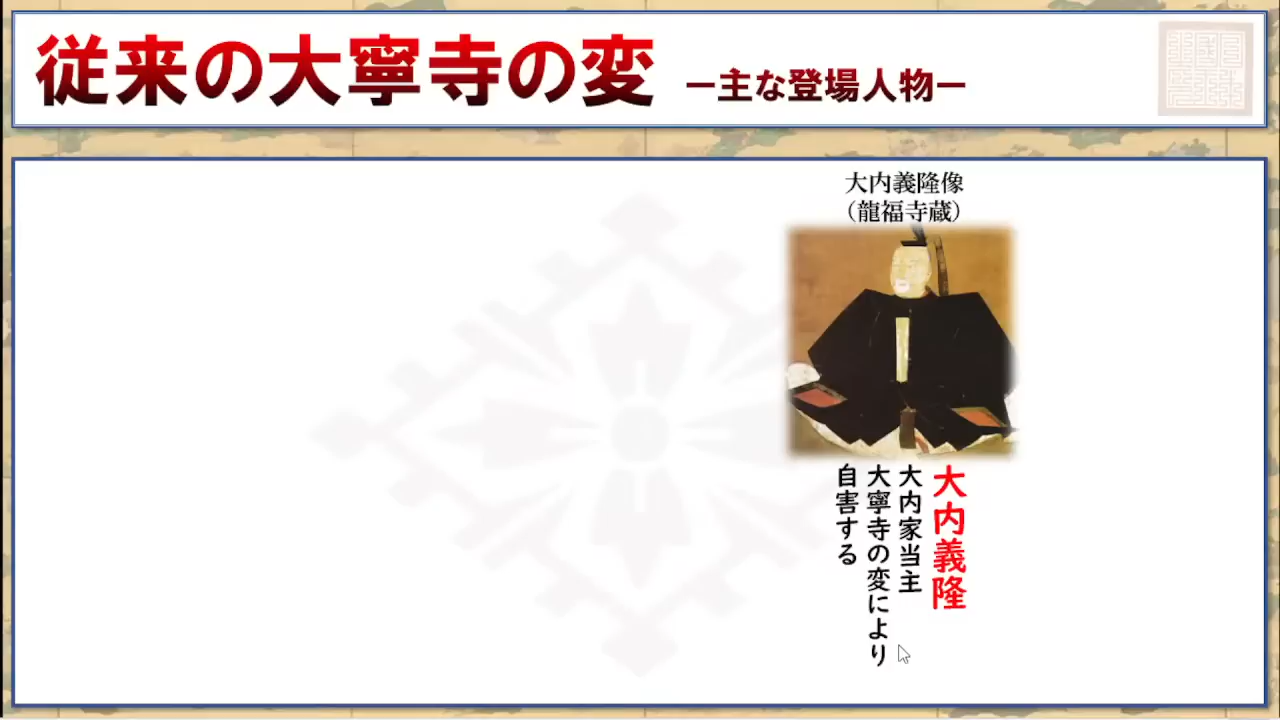 従来の大寧寺の変 ー主な登場人物ー
大内義隆像
（龍福寺蔵）
大内義隆
大内家当主
大寧寺の変により
自害する